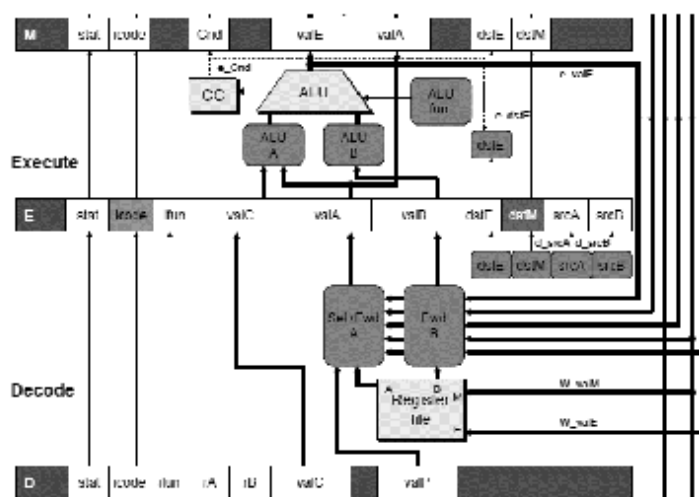 M stat icode Cnd valE valA dstE dstM
e_Cnd
CC ALU ALU fun.
e_valE
e_dstE
ALU A ALU B dstE
Execute
E stat icode ifun valC valA valB dstE dstM srcA srcB
d_srcA d_srcB
dstE dstM srcA srcB
Sel+Fwd A Fwd B
Decode
A B M
Register file
E
W_valM
W_valE
D stat icode ifun rA rB valC valP